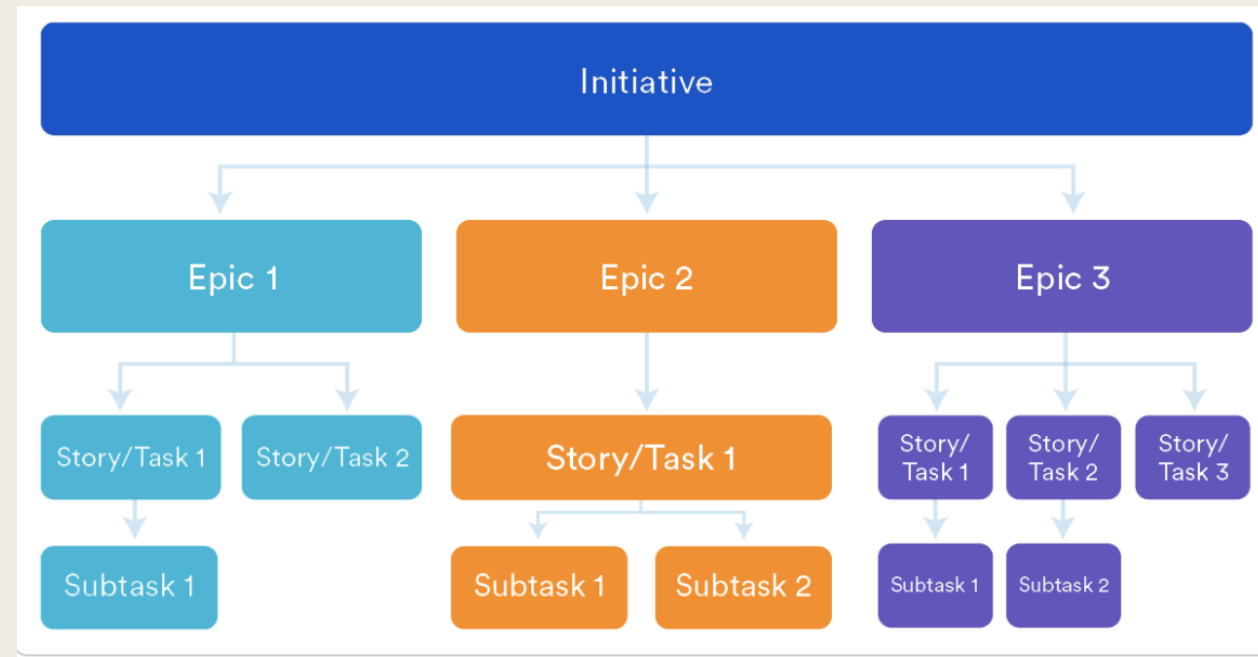 Initiative
Epic 1
Epic 2
Epic 3
Story/Task 1
Story/Task 2
Story/Task 1
Story/
Task 1
Story/
Task 2
Story/
Task 3
Subtask 1
Subtask 1
Subtask 2
Subtask 1
Subtask 2